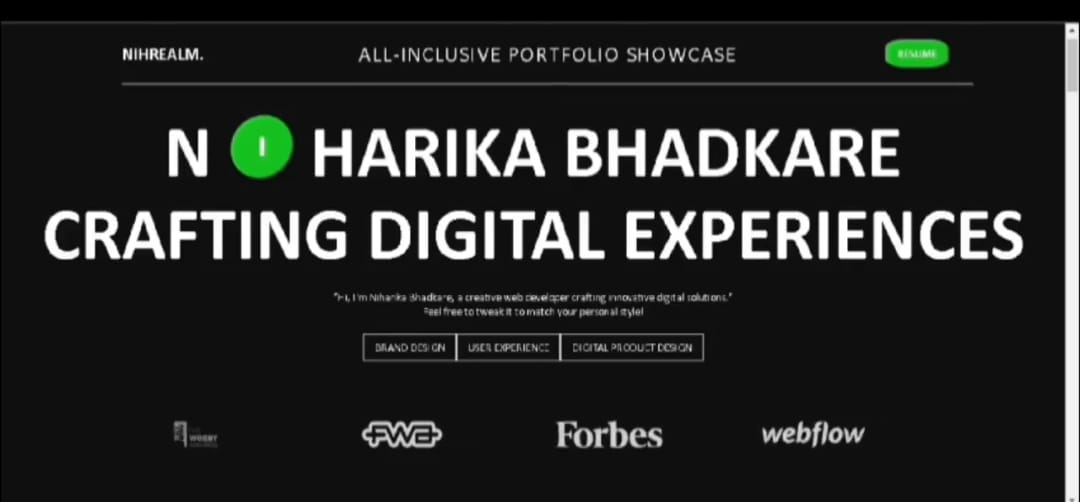 NIHREALM.
ALL-INCLUSIVE PORTFOLIO SHOWCASE
RESUME
N I HARIKA BHADKARE
CRAFTING DIGITAL EXPERIENCES
"Hi, I'm Niharika Bhadkare, a creative web developer crafting innovative digital solutions."
Feel free to tweak it to match your personal style!
BRAND DESIGN
USER EXPERIENCE
DIGITAL PRODUCT DESIGN
FWA
Forbes
webflow